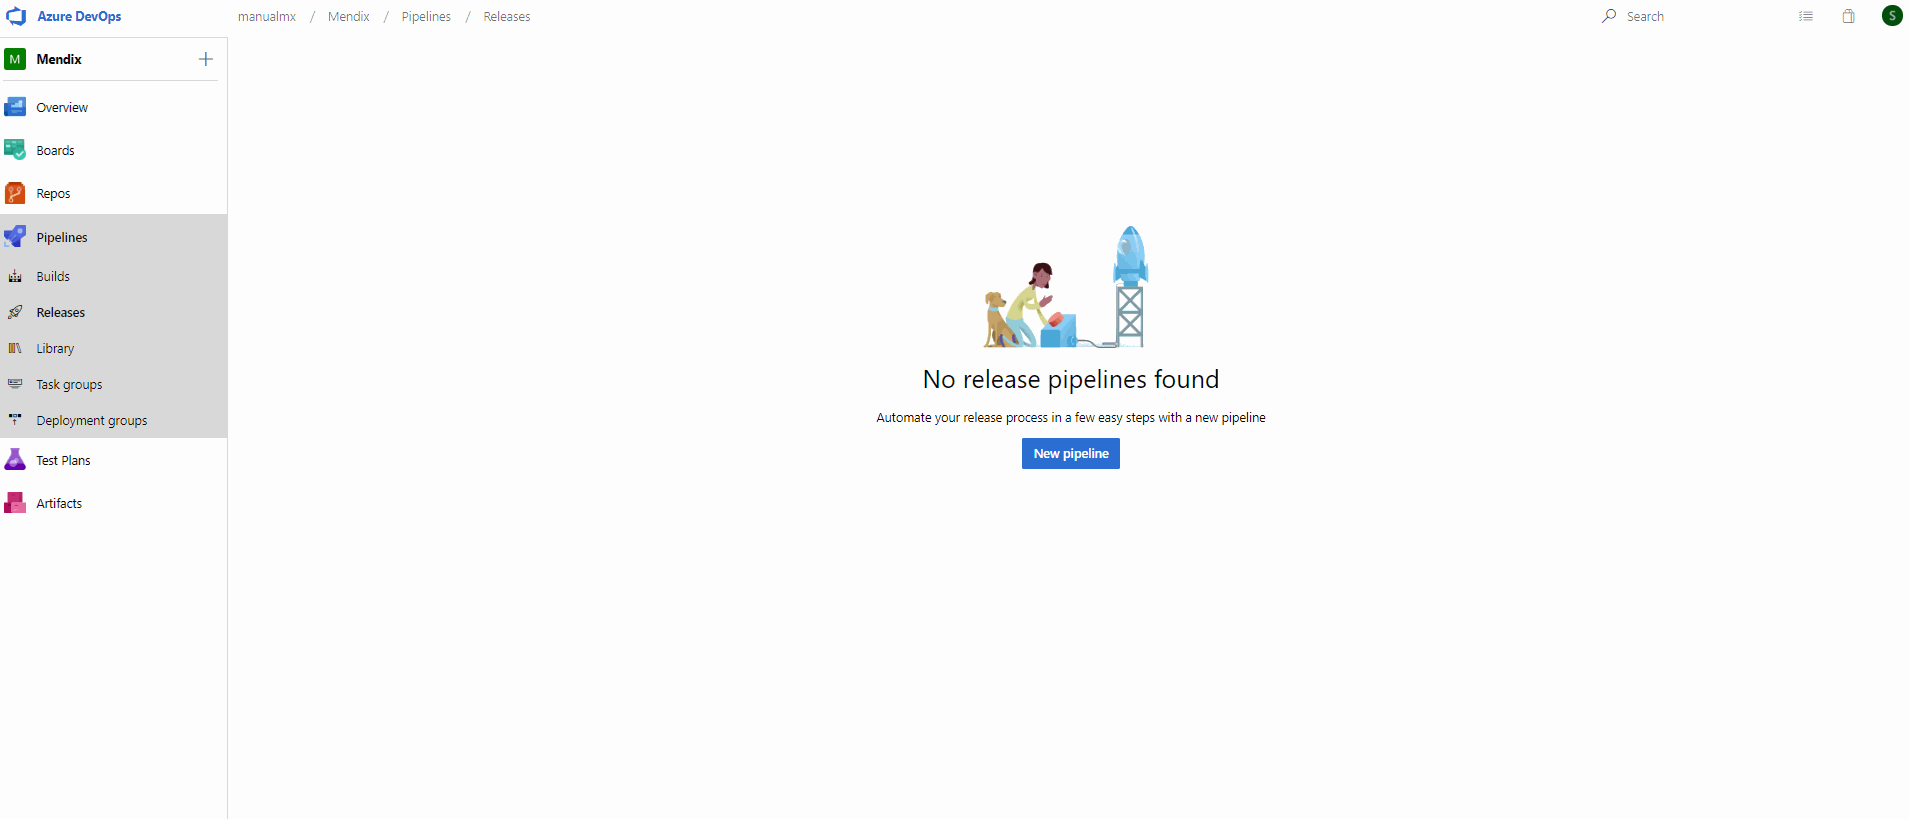 Azure DevOps
manualmx / Mendix / Pipelines / Releases
Search
S
M Mendix
Overview
Boards
Repos
Pipelines
Builds
Releases
Library
Task groups
Deployment groups
Test Plans
Artifacts
No release pipelines found
Automate your release process in a few easy steps with a new pipeline
New pipeline